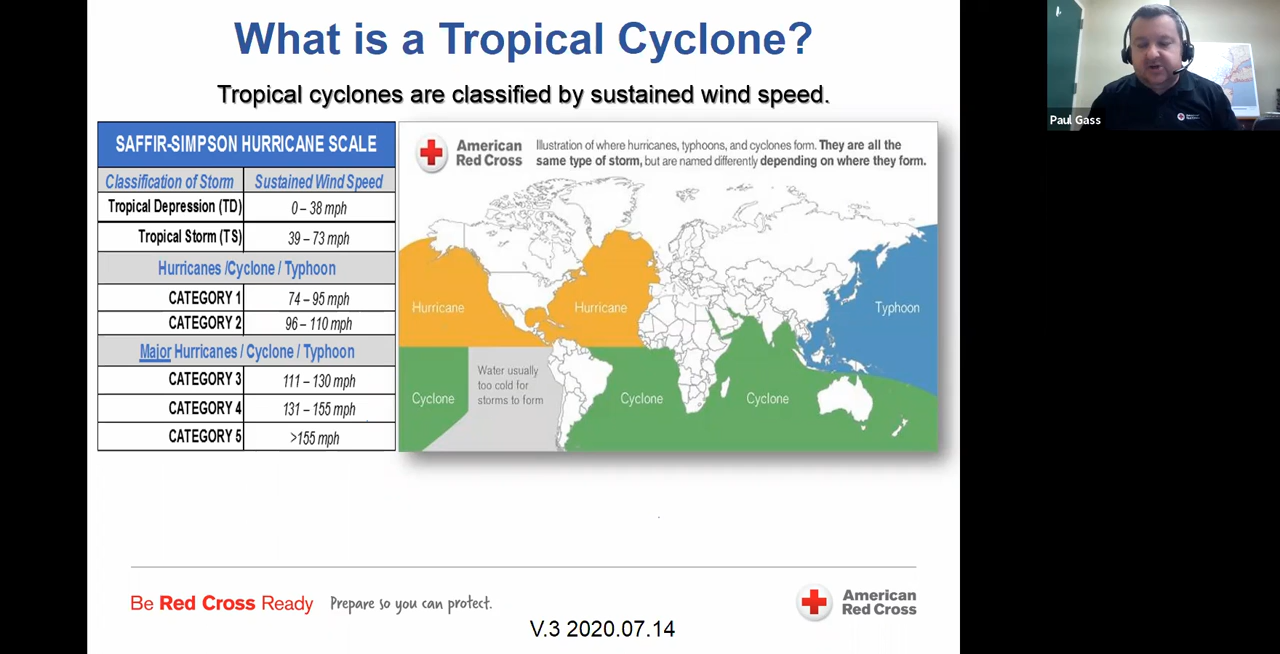 What is a Tropical Cyclone?
Tropical cyclones are classified by sustained wind speed.
SAFFIR-SIMPSON HURRICANE SCALE
Classification of Storm Sustained Wind Speed
Tropical Depression (TD) 0 – 38 mph
Tropical Storm (TS) 39 – 73 mph
Hurricanes /Cyclone / Typhoon
CATEGORY 1 74 – 95 mph
CATEGORY 2 96 – 110 mph
Major Hurricanes / Cyclone / Typhoon
CATEGORY 3 111 – 130 mph
CATEGORY 4 131 – 155 mph
CATEGORY 5 >155 mph
American
Red Cross
Illustration of where hurricanes, typhoons, and cyclones form. They are all the
same type of storm, but are named differently depending on where they form.
Hurricane
Hurricane
Typhoon
Cyclone
Water usually
too cold for
storms to form
Cyclone
Cyclone
Be Red Cross Ready
Prepare so you can protect.
American
Red Cross
V.3 2020.07.14
Paul Gass